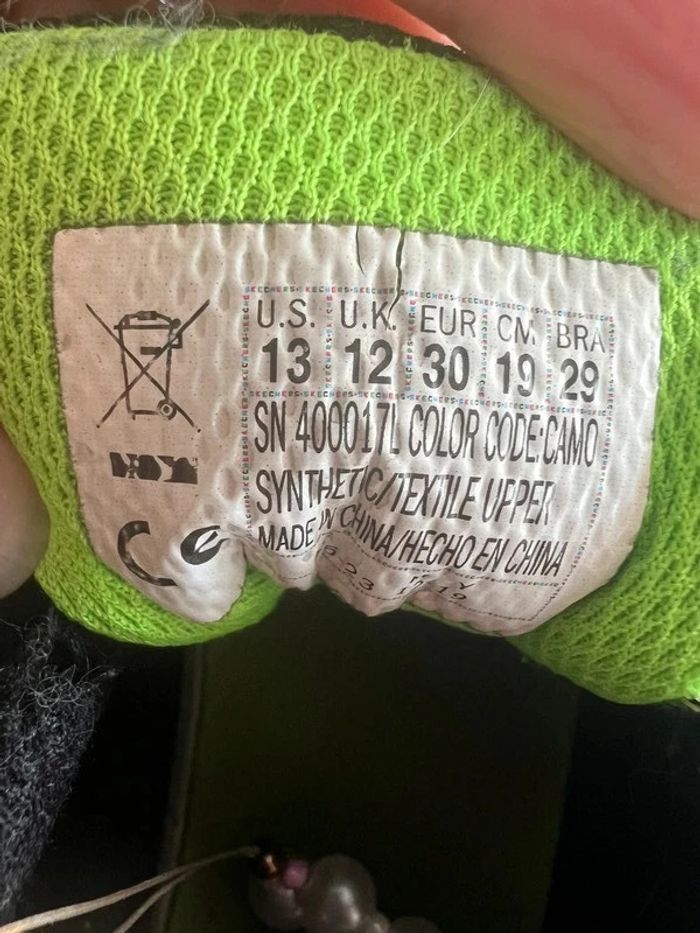 U.S. U.K. EUR CM BRA
13 12 30 19 29
SN 400017L COLOR CODE:CAMO
SYNTHETIC/TEXTILE UPPER
MADE IN CHINA/HECHO EN CHINA
CE